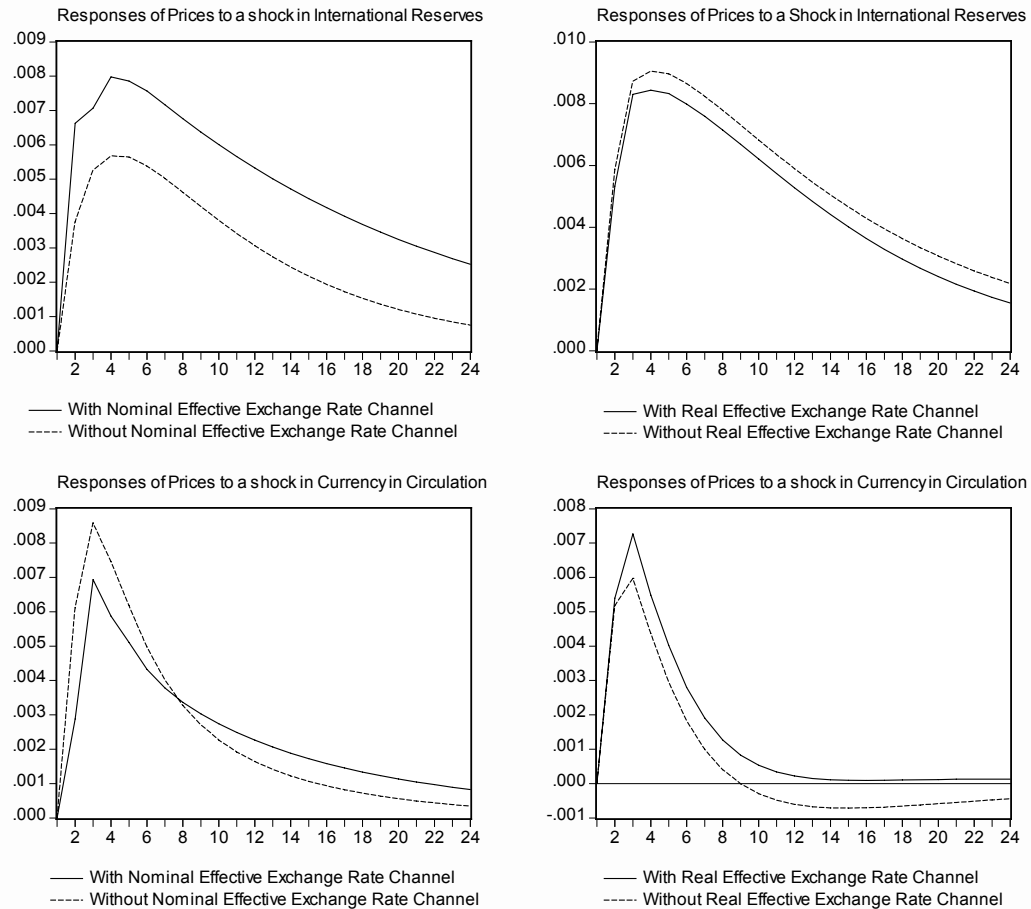 Responses of Prices to a shock in International Reserves
.009
.008
.007
.006
.005
.004
.003
.002
.001
.000
2 4 6 8 10 12 14 16 18 20 22 24
With Nominal Effective Exchange Rate Channel
Without Nominal Effective Exchange Rate Channel
Responses of Prices to a Shock in International Reserves
.010
.008
.006
.004
.002
.000
2 4 6 8 10 12 14 16 18 20 22 24
With Real Effective Exchange Rate Channel
Without Real Effective Exchange Rate Channel
Responses of Prices to a shock in Currency in Circulation
.009
.008
.007
.006
.005
.004
.003
.002
.001
.000
2 4 6 8 10 12 14 16 18 20 22 24
With Nominal Effective Exchange Rate Channel
Without Nominal Effective Exchange Rate Channel
Responses of Prices to a shock in Currency in Circulation
.008
.007
.006
.005
.004
.003
.002
.001
.000
-.001
2 4 6 8 10 12 14 16 18 20 22 24
With Real Effective Exchange Rate Channel
Without Real Effective Exchange Rate Channel